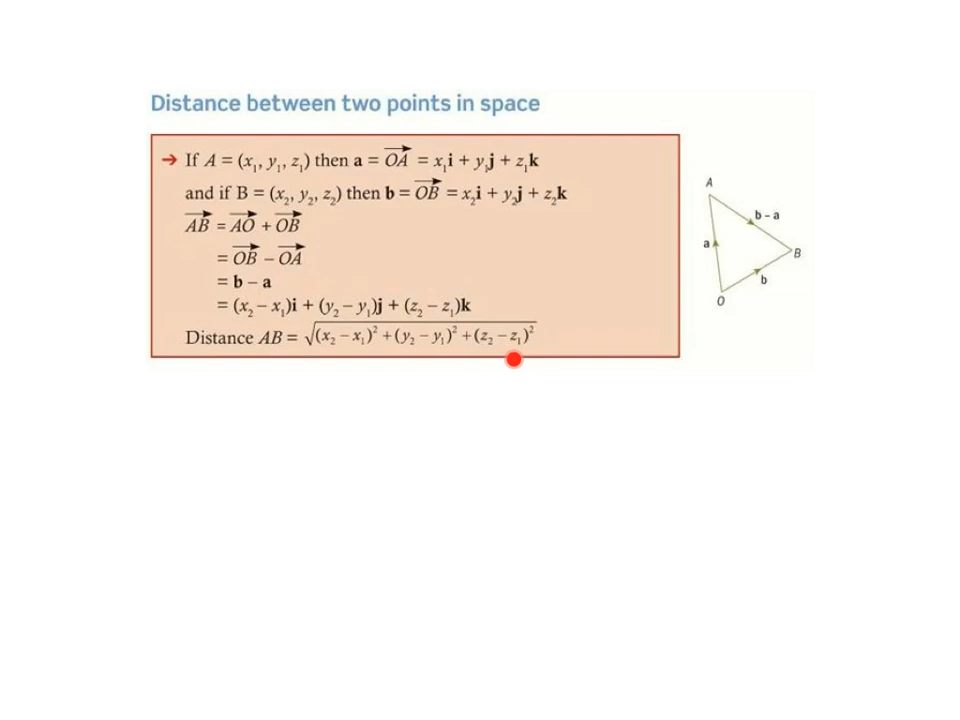 Distance between two points in space
→ If A = (x₁, y₁, z₁) then a = OA⃗ = x₁i + y₁j + z₁k
and if B = (x₂, y₂, z₂) then b = OB⃗ = x₂i + y₂j + z₂k
AB⃗ = AO⃗ + OB⃗
= OB⃗ − OA⃗
= b − a
= (x₂ − x₁)i + (y₂ − y₁)j + (z₂ − z₁)k
Distance AB = √((x₂ − x₁)² + (y₂ − y₁)² + (z₂ − z₁)²)
A
b – a
a
B
b
O